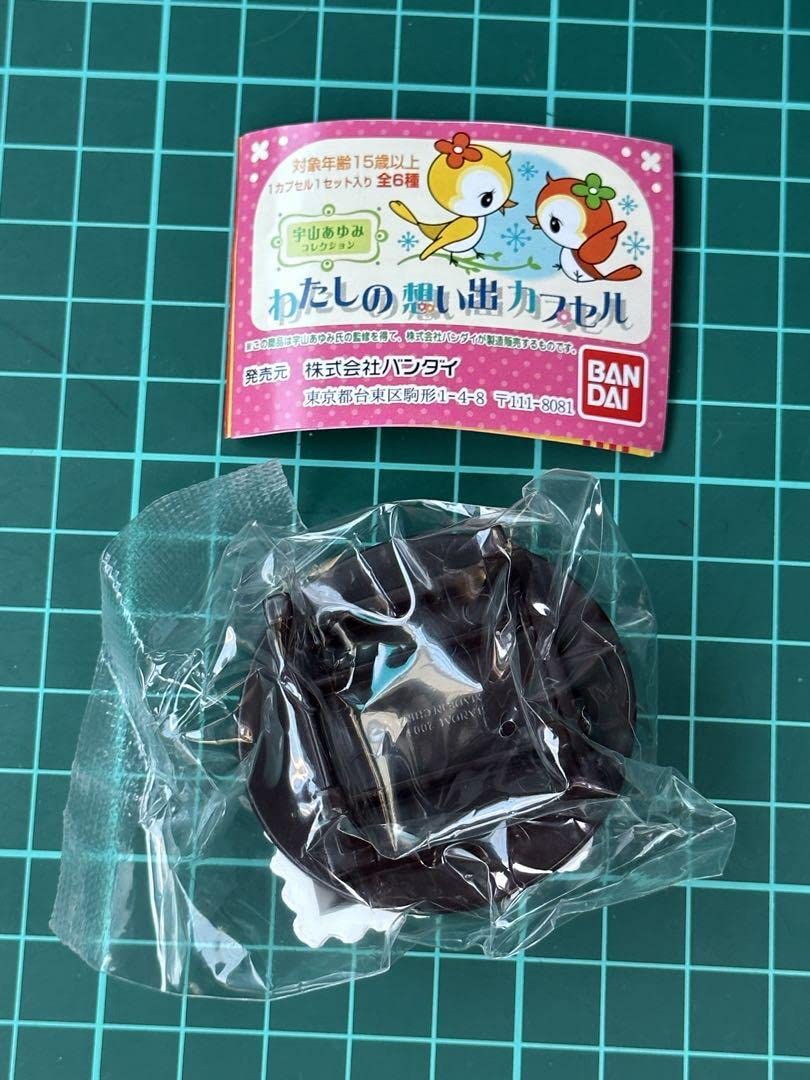 対象年齢15歳以上
1カプセル1セット入り 全6種
宇山あゆみ
コレクション
わたしの想い出カプセル
※この商品は宇山あゆみ氏の監修を得て、株式会社バンダイが製造販売するものです。
発売元 株式会社バンダイ
東京都台東区駒形1-4-8 〒111-8081
BAN
DAI
BANDAI
MADE IN